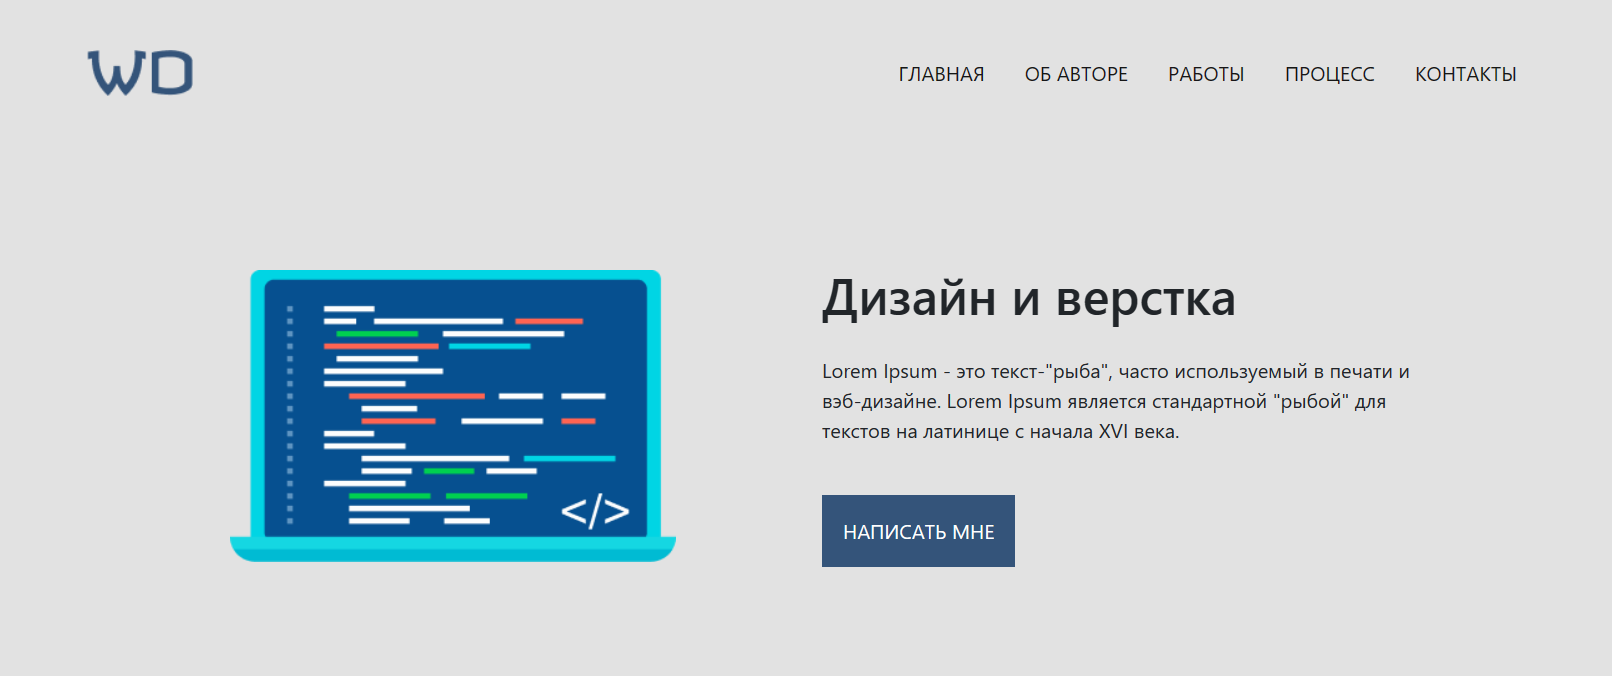 WD
ГЛАВНАЯ ОБ АВТОРЕ РАБОТЫ ПРОЦЕСС КОНТАКТЫ
Дизайн и верстка
Lorem Ipsum - это текст-"рыба", часто используемый в печати и
вэб-дизайне. Lorem Ipsum является стандартной "рыбой" для
текстов на латинице с начала XVI века.
</>
НАПИСАТЬ МНЕ